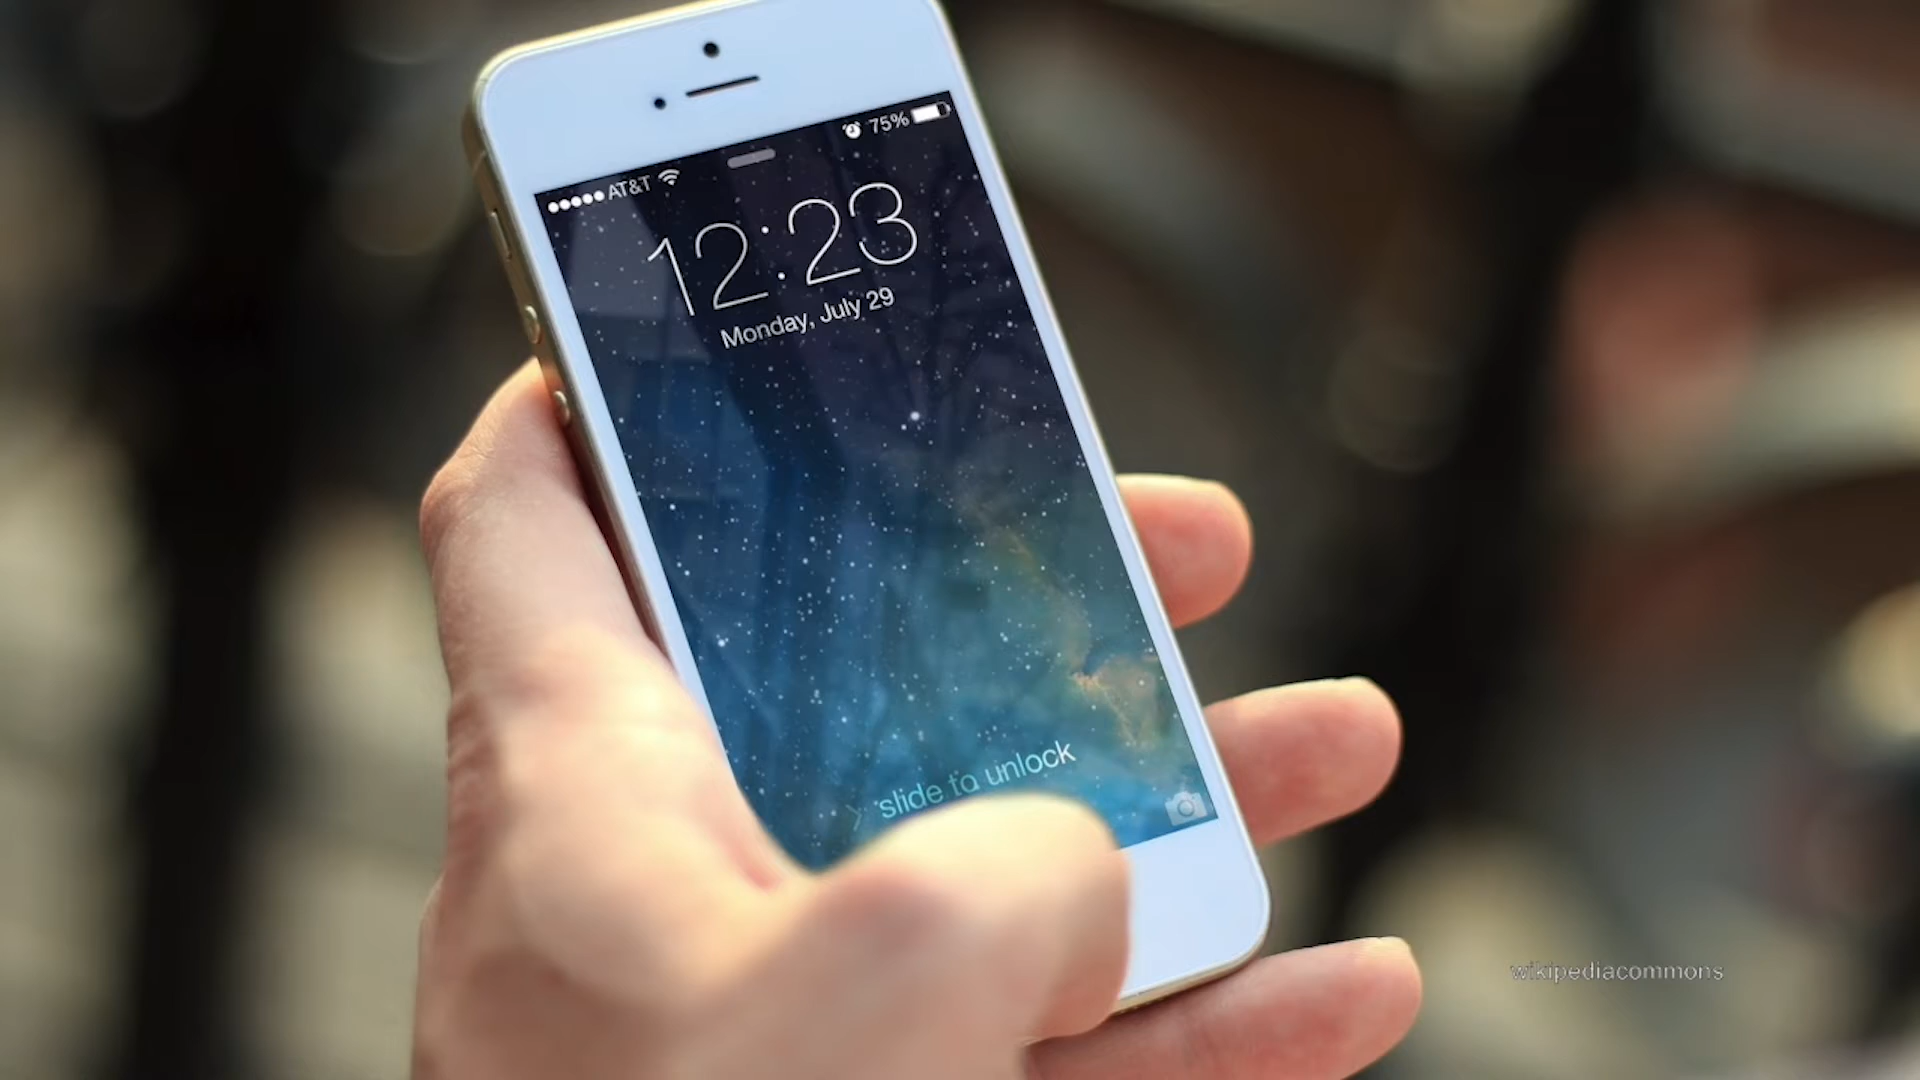 AT&T 75%
12:23
Monday, July 29
slide to unlock
wikipediacommons